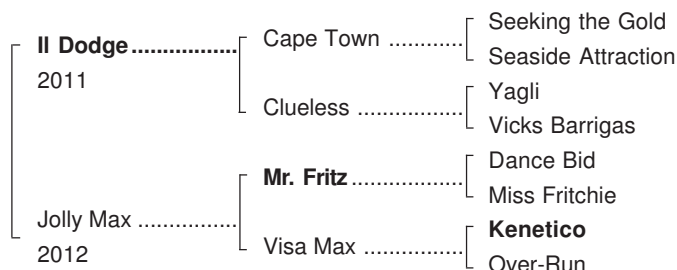 Seeking the Gold
Cape Town ............
Il Dodge.................
Seaside Attraction
2011
Yagli
Clueless .................
Vicks Barrigas
Dance Bid
Mr. Fritz..................
Miss Fritchie
Jolly Max ................
Kenetico
2012
Visa Max ................
Over-Run